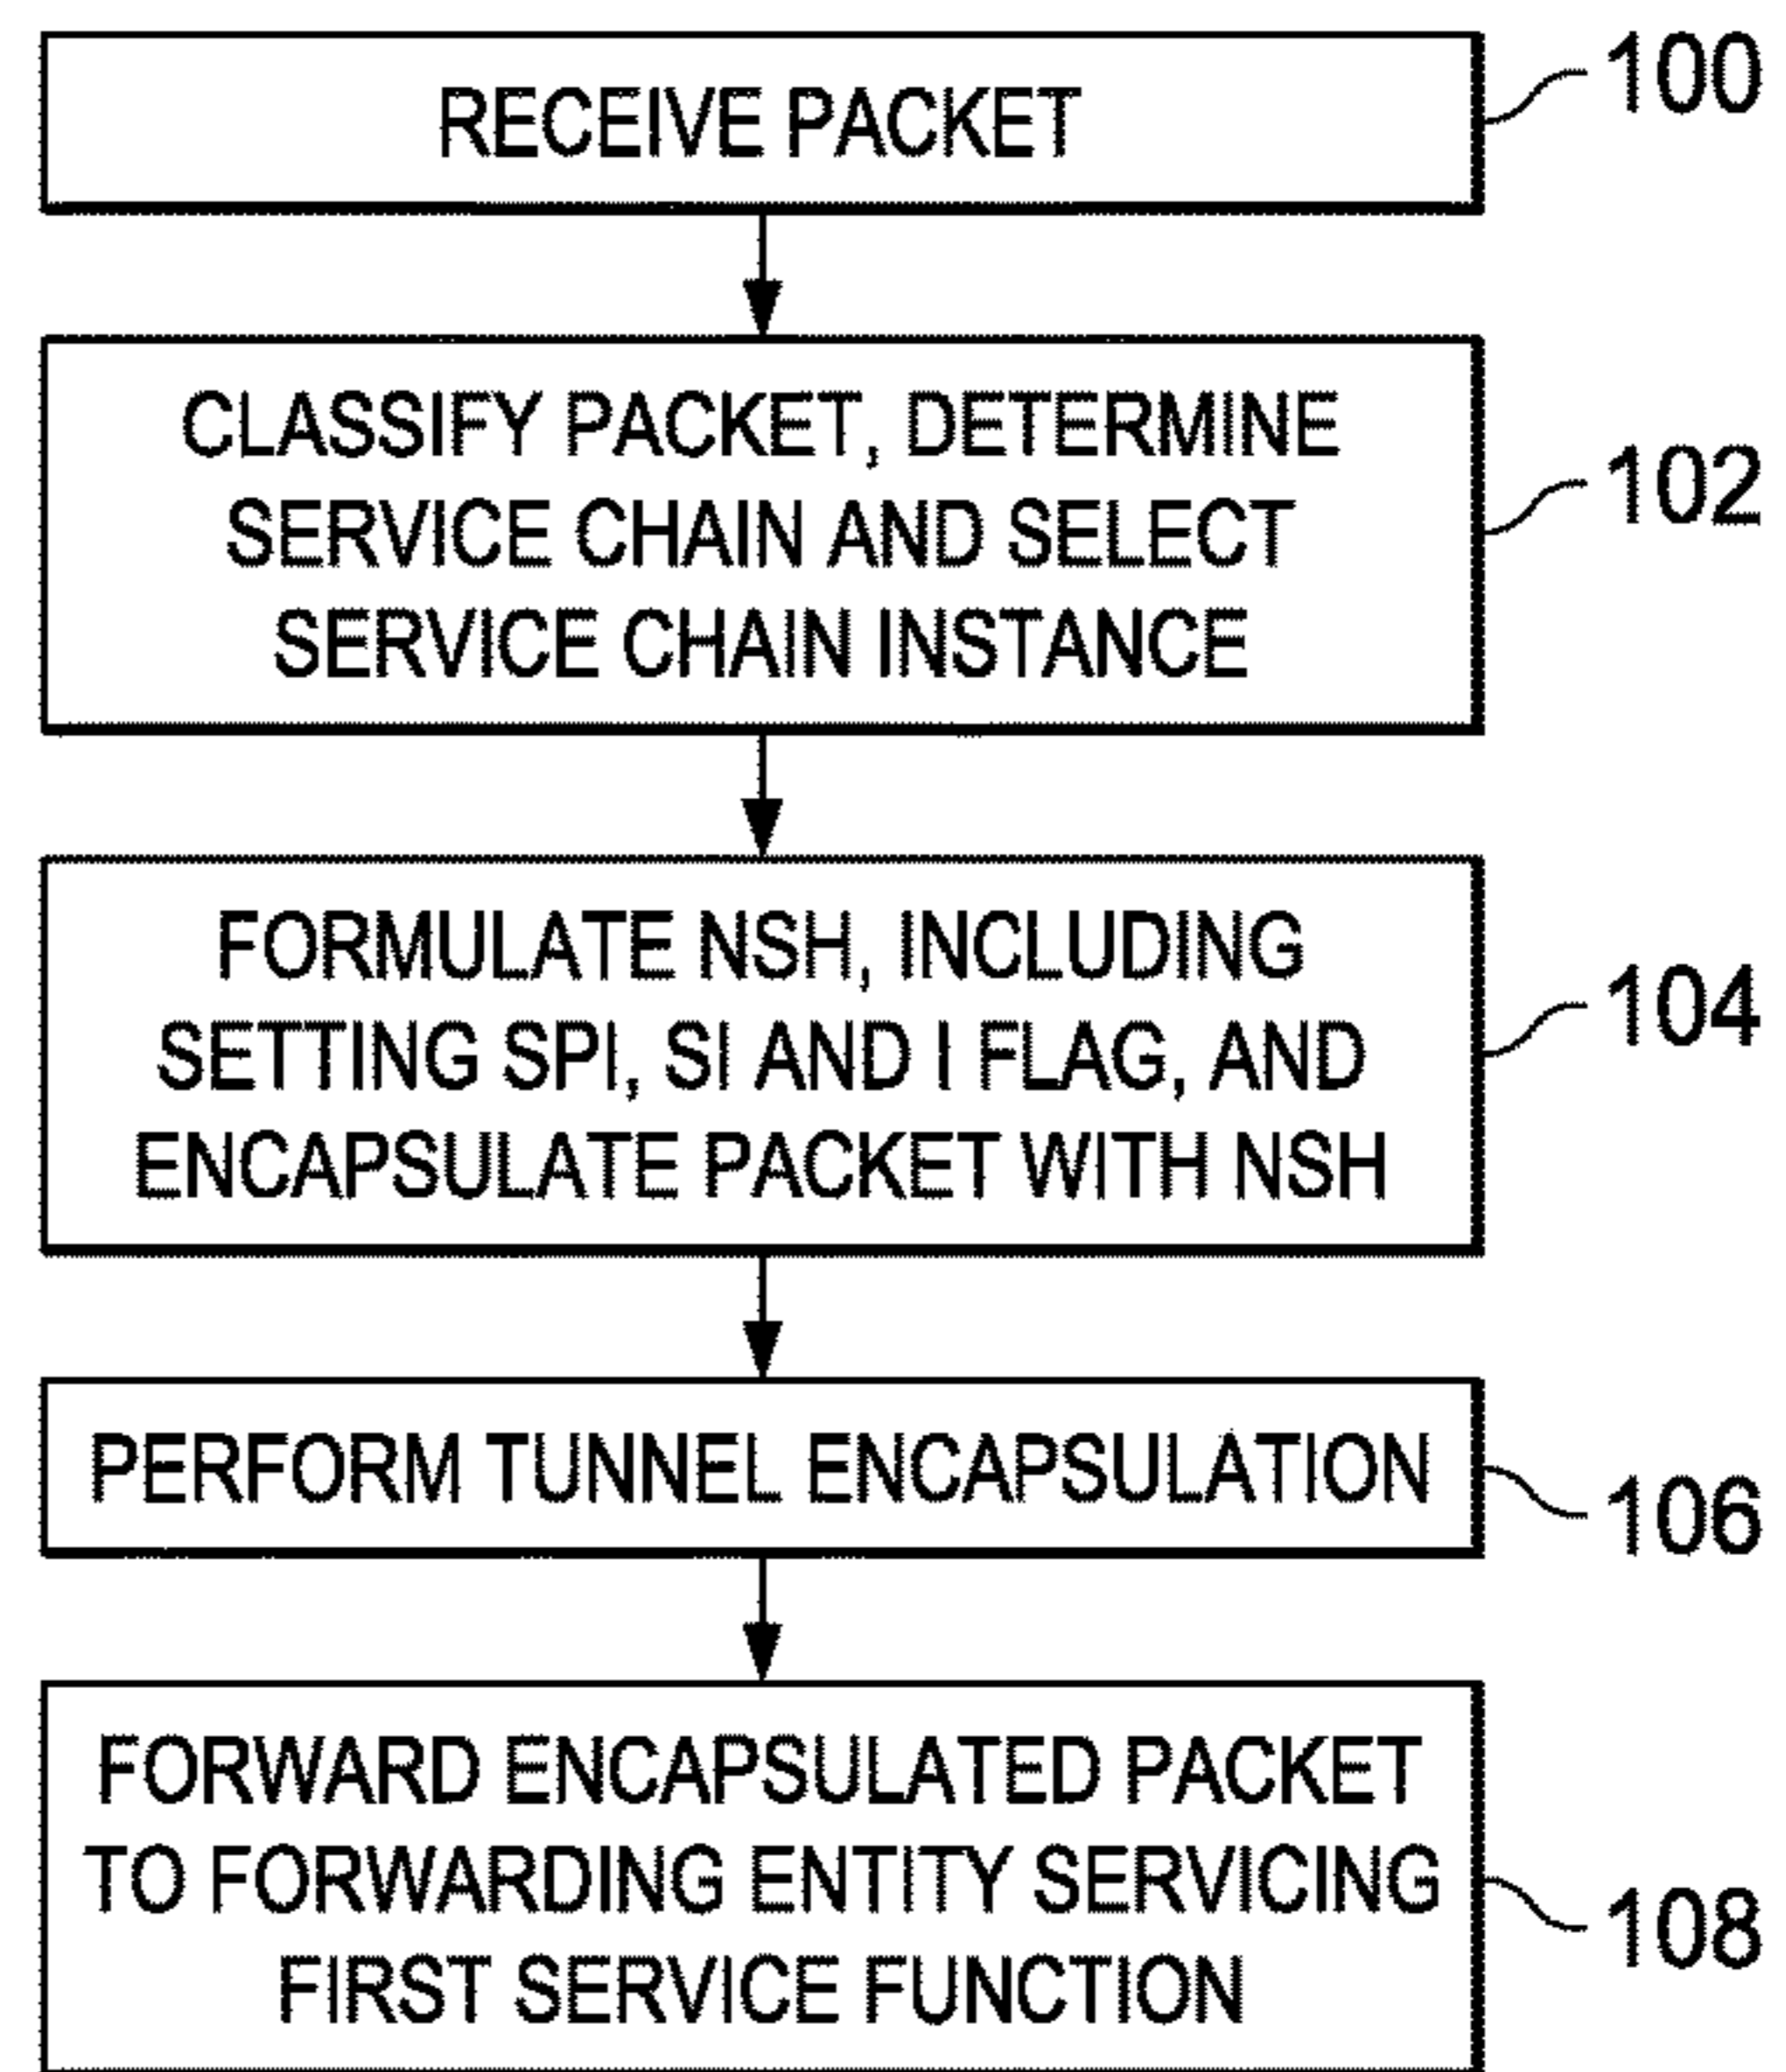 RECEIVE PACKET
100
CLASSIFY PACKET, DETERMINE
SERVICE CHAIN AND SELECT
SERVICE CHAIN INSTANCE
102
FORMULATE NSH, INCLUDING
SETTING SPI, SI AND I FLAG, AND
ENCAPSULATE PACKET WITH NSH
104
PERFORM TUNNEL ENCAPSULATION
106
FORWARD ENCAPSULATED PACKET
TO FORWARDING ENTITY SERVICING
FIRST SERVICE FUNCTION
108